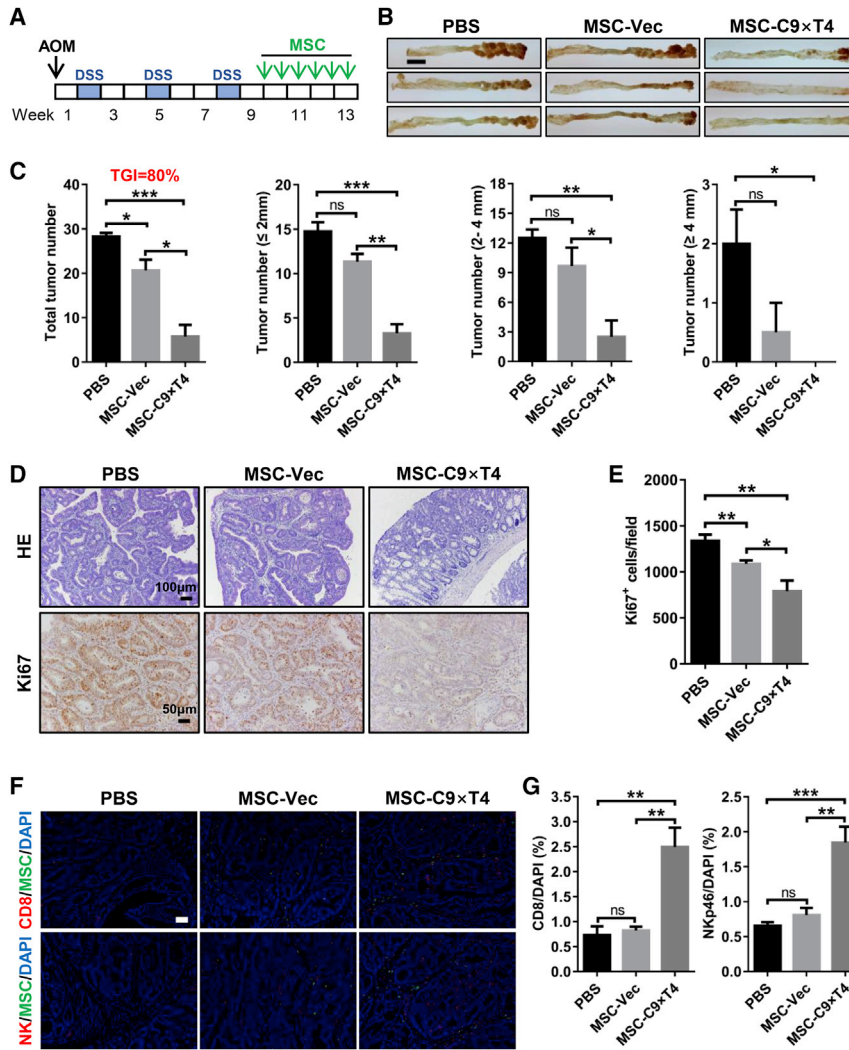 A
AOM
MSC
DSS DSS DSS
Week 1 3 5 7 9 11 13
B
PBS MSC-Vec MSC-C9×T4
C
TGI=80%
Total tumor number
40
30
20
10
0
***
*
*
PBS
MSC-Vec
MSC-C9×T4
Tumor number (≤ 2mm)
20
15
10
5
0
***
ns
**
PBS
MSC-Vec
MSC-C9×T4
Tumor number (2- 4 mm)
18
15
12
9
6
3
0
**
ns
*
PBS
MSC-Vec
MSC-C9×T4
Tumor number (≥ 4 mm)
3
2
1
0
*
ns
PBS
MSC-Vec
MSC-C9×T4
D
PBS MSC-Vec MSC-C9×T4
HE
100μm
Ki67
50μm
E
Ki67+ cells/field
2000
1500
1000
500
0
**
**
*
PBS
MSC-Vec
MSC-C9×T4
F
PBS MSC-Vec MSC-C9×T4
CD8/MSC/DAPI
NK/MSC/DAPI
G
CD8/DAPI (%)
3.5
3.0
2.5
2.0
1.5
1.0
0.5
0.0
**
**
ns
PBS
MSC-Vec
MSC-C9×T4
NKp46/DAPI (%)
2.5
2.0
1.5
1.0
0.5
0.0
***
**
ns
PBS
MSC-Vec
MSC-C9×T4